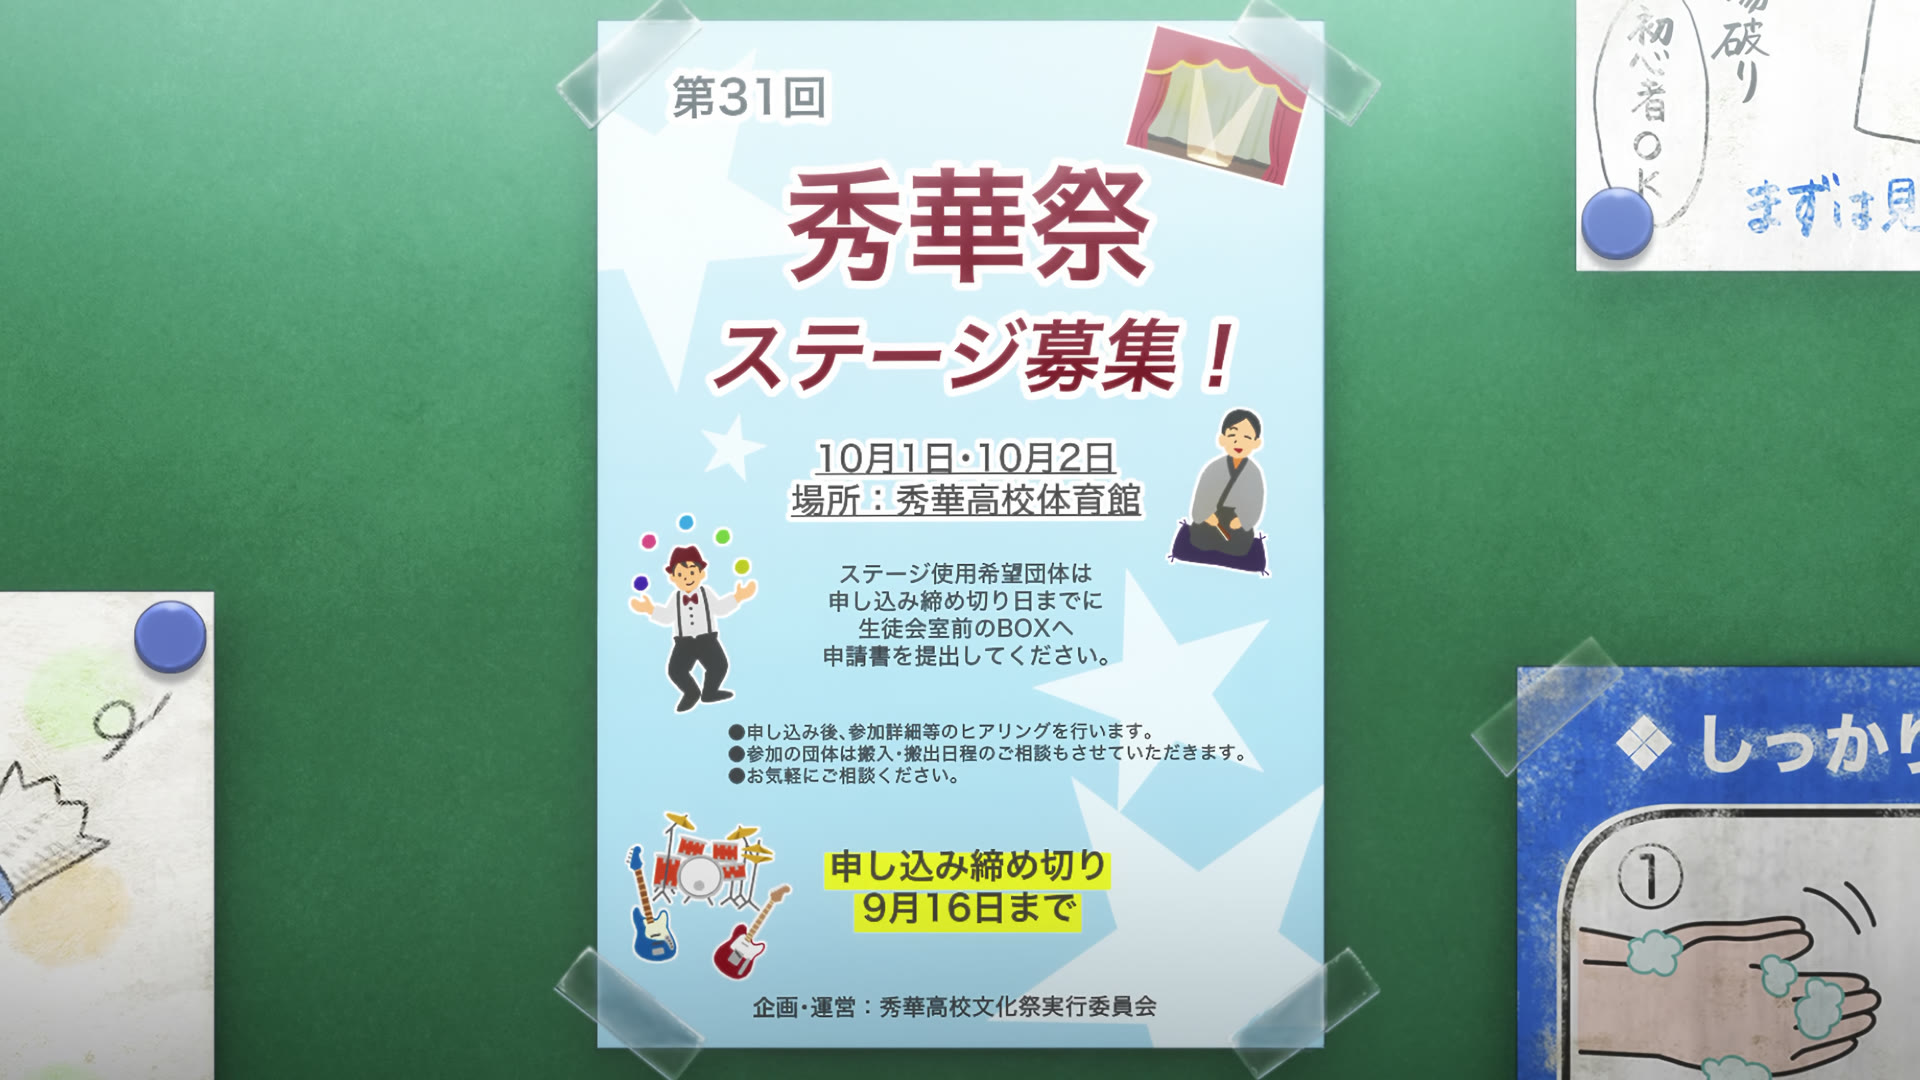 第31回
秀華祭
ステージ募集！
10月1日･10月2日
場所：秀華高校体育館
ステージ使用希望団体は
申し込み締め切り日までに
生徒会室前のBOXへ
申請書を提出してください。
●申し込み後､参加詳細等のヒアリングを行います。
●参加の団体は搬入･搬出日程のご相談もさせていただきます。
●お気軽にご相談ください。
申し込み締め切り
9月16日まで
企画･運営：秀華高校文化祭実行委員会
破り
初心者OK
まずは見
❖しっかり
①